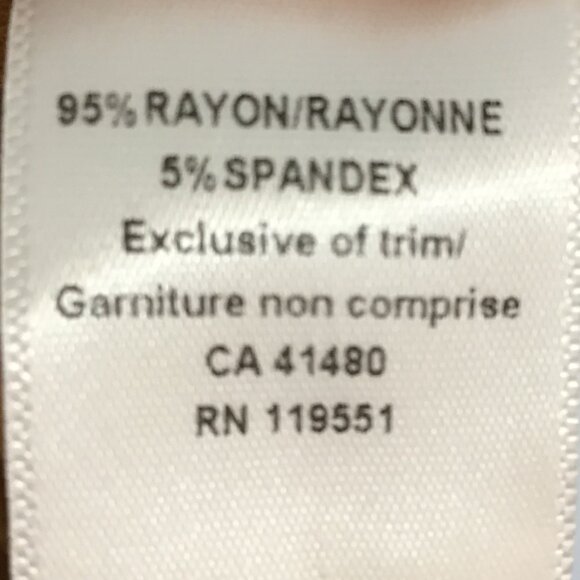 95% RAYON/RAYONNE
5% SPANDEX
Exclusive of trim/
Garniture non comprise
CA 41480
RN 119551